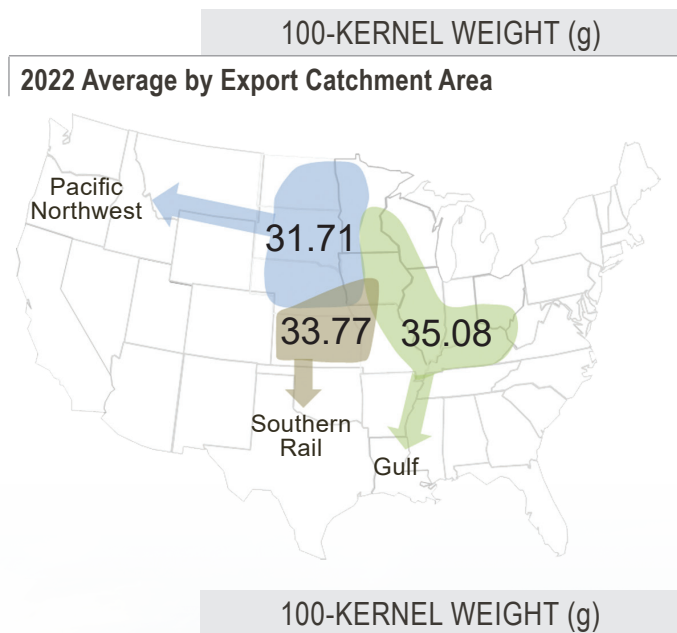 100-KERNEL WEIGHT (g)
2022 Average by Export Catchment Area
Pacific
Northwest
31.71
33.77
35.08
Southern
Rail
Gulf
100-KERNEL WEIGHT (g)